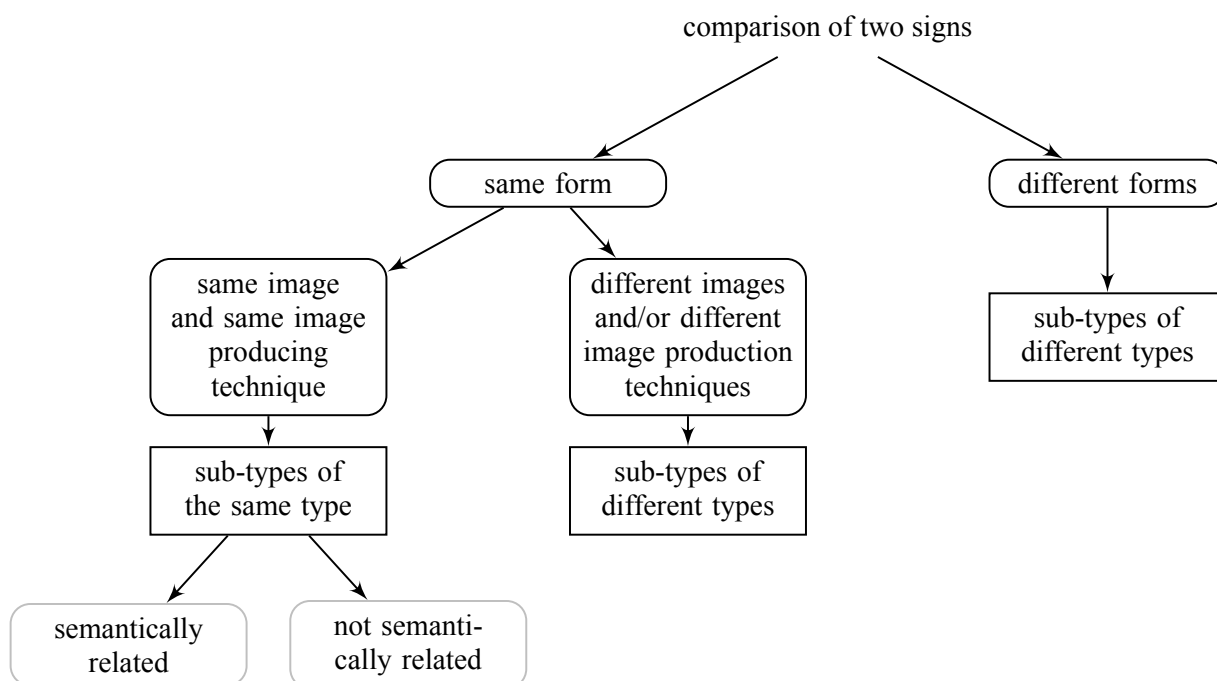 comparison of two signs
same form
different forms
same image
and same image
producing
technique
different images
and/or different
image production
techniques
sub-types of
different types
sub-types of
the same type
sub-types of
different types
semantically
related
not semanti-
cally related